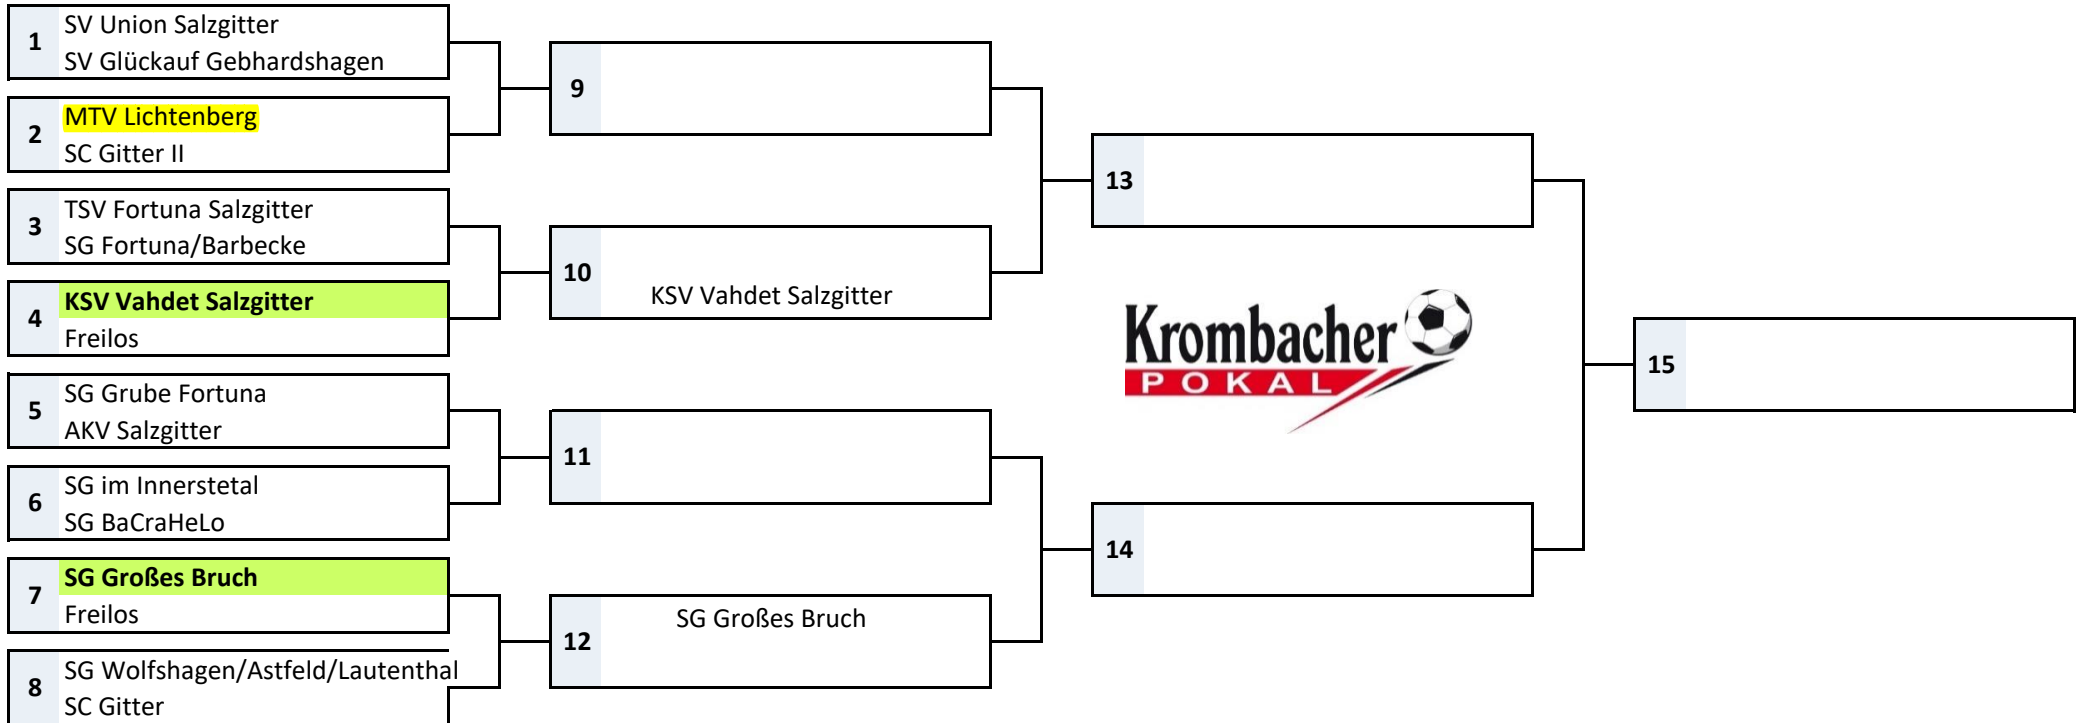 1
SV Union Salzgitter
SV Glückauf Gebhardshagen
2
MTV Lichtenberg
SC Gitter II
3
TSV Fortuna Salzgitter
SG Fortuna/Barbecke
4
KSV Vahdet Salzgitter
Freilos
5
SG Grube Fortuna
AKV Salzgitter
6
SG im Innerstetal
SG BaCraHeLo
7
SG Großes Bruch
Freilos
8
SG Wolfshagen/Astfeld/Lautenthal
SC Gitter
9
10
KSV Vahdet Salzgitter
11
12
SG Großes Bruch
13
Krombacher
POKAL
14
15